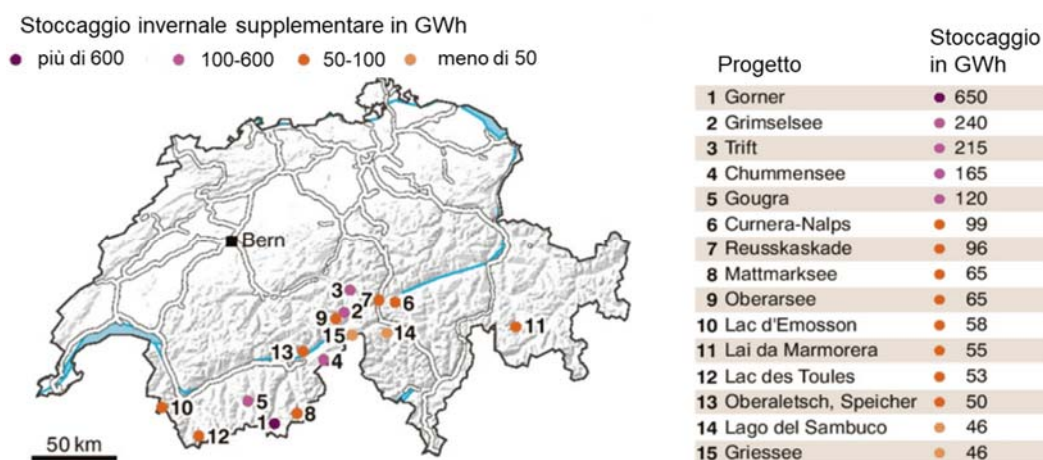 Stoccaggio invernale supplementare in GWh
più di 600 100-600 50-100 meno di 50
Bern
3
7
2
6
9
15
14
11
13
4
5
10
8
1
12
50 km
Progetto Stoccaggio in GWh
1 Gorner 650
2 Grimselsee 240
3 Trift 215
4 Chummensee 165
5 Gougra 120
6 Curnera-Nalps 99
7 Reusskaskade 96
8 Mattmarksee 65
9 Oberarsee 65
10 Lac d'Emosson 58
11 Lai da Marmorera 55
12 Lac des Toules 53
13 Oberaletsch, Speicher 50
14 Lago del Sambuco 46
15 Griessee 46